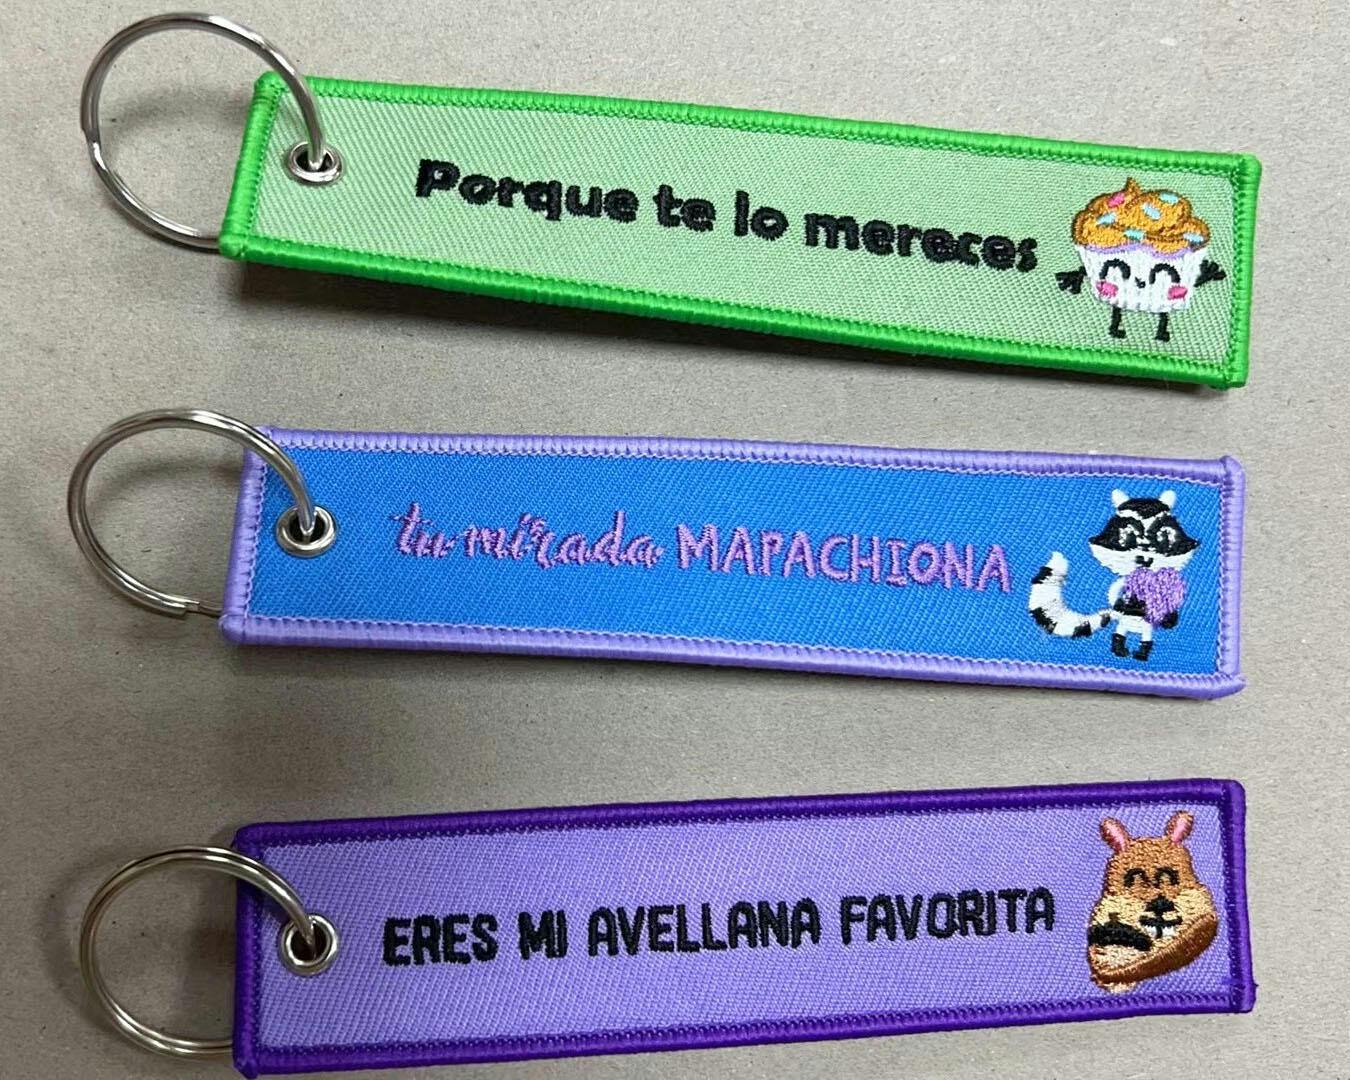 Porque te lo mereces
tu mirada MAPACHIONA
ERES MI AVELLANA FAVORITA